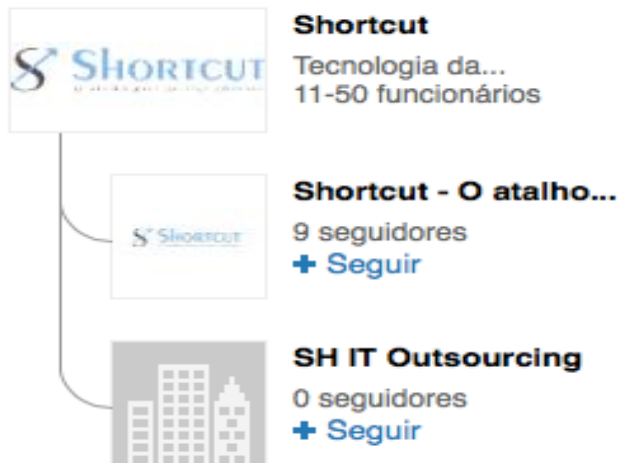 SHORTCUT
Shortcut
Tecnologia da...
11-50 funcionários
SHORTCUT
Shortcut - O atalho...
9 seguidores
+ Seguir
SH IT Outsourcing
0 seguidores
+ Seguir